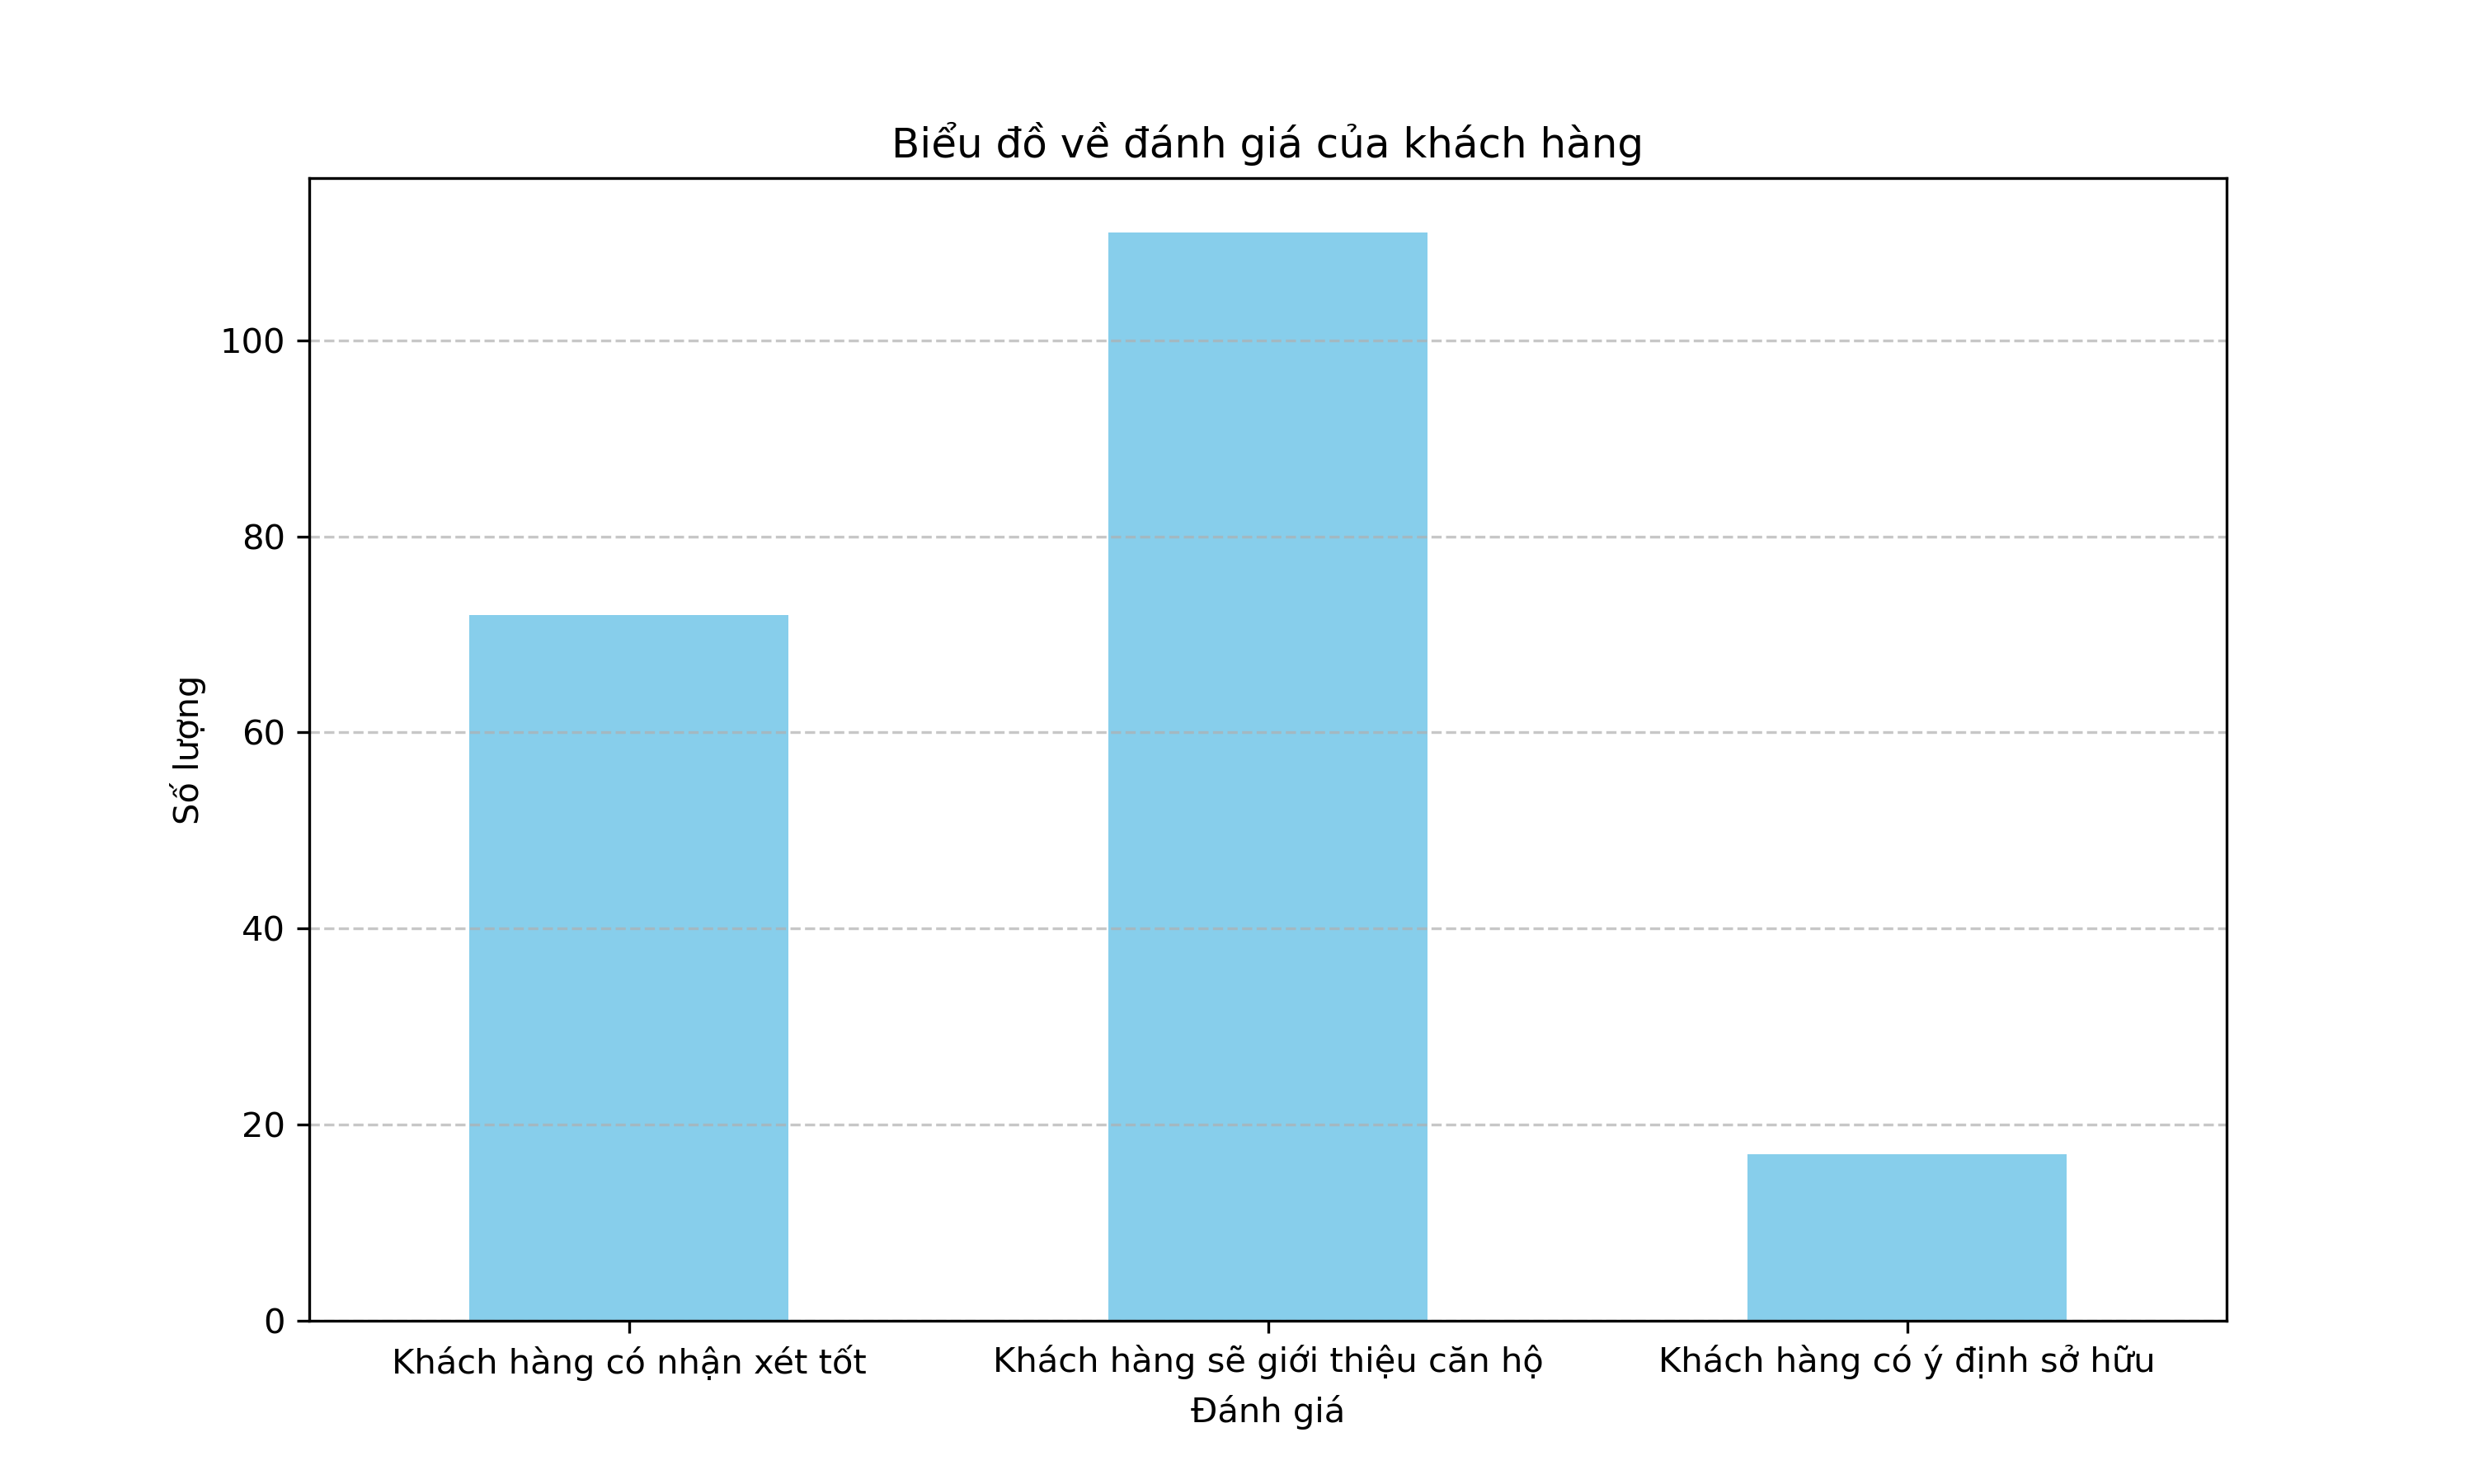 Biểu đồ về đánh giá của khách hàng
Số lượng
100
80
60
40
20
0
Khách hàng có nhận xét tốt
Khách hàng sẽ giới thiệu căn hộ
Khách hàng có ý định sở hữu
Đánh giá